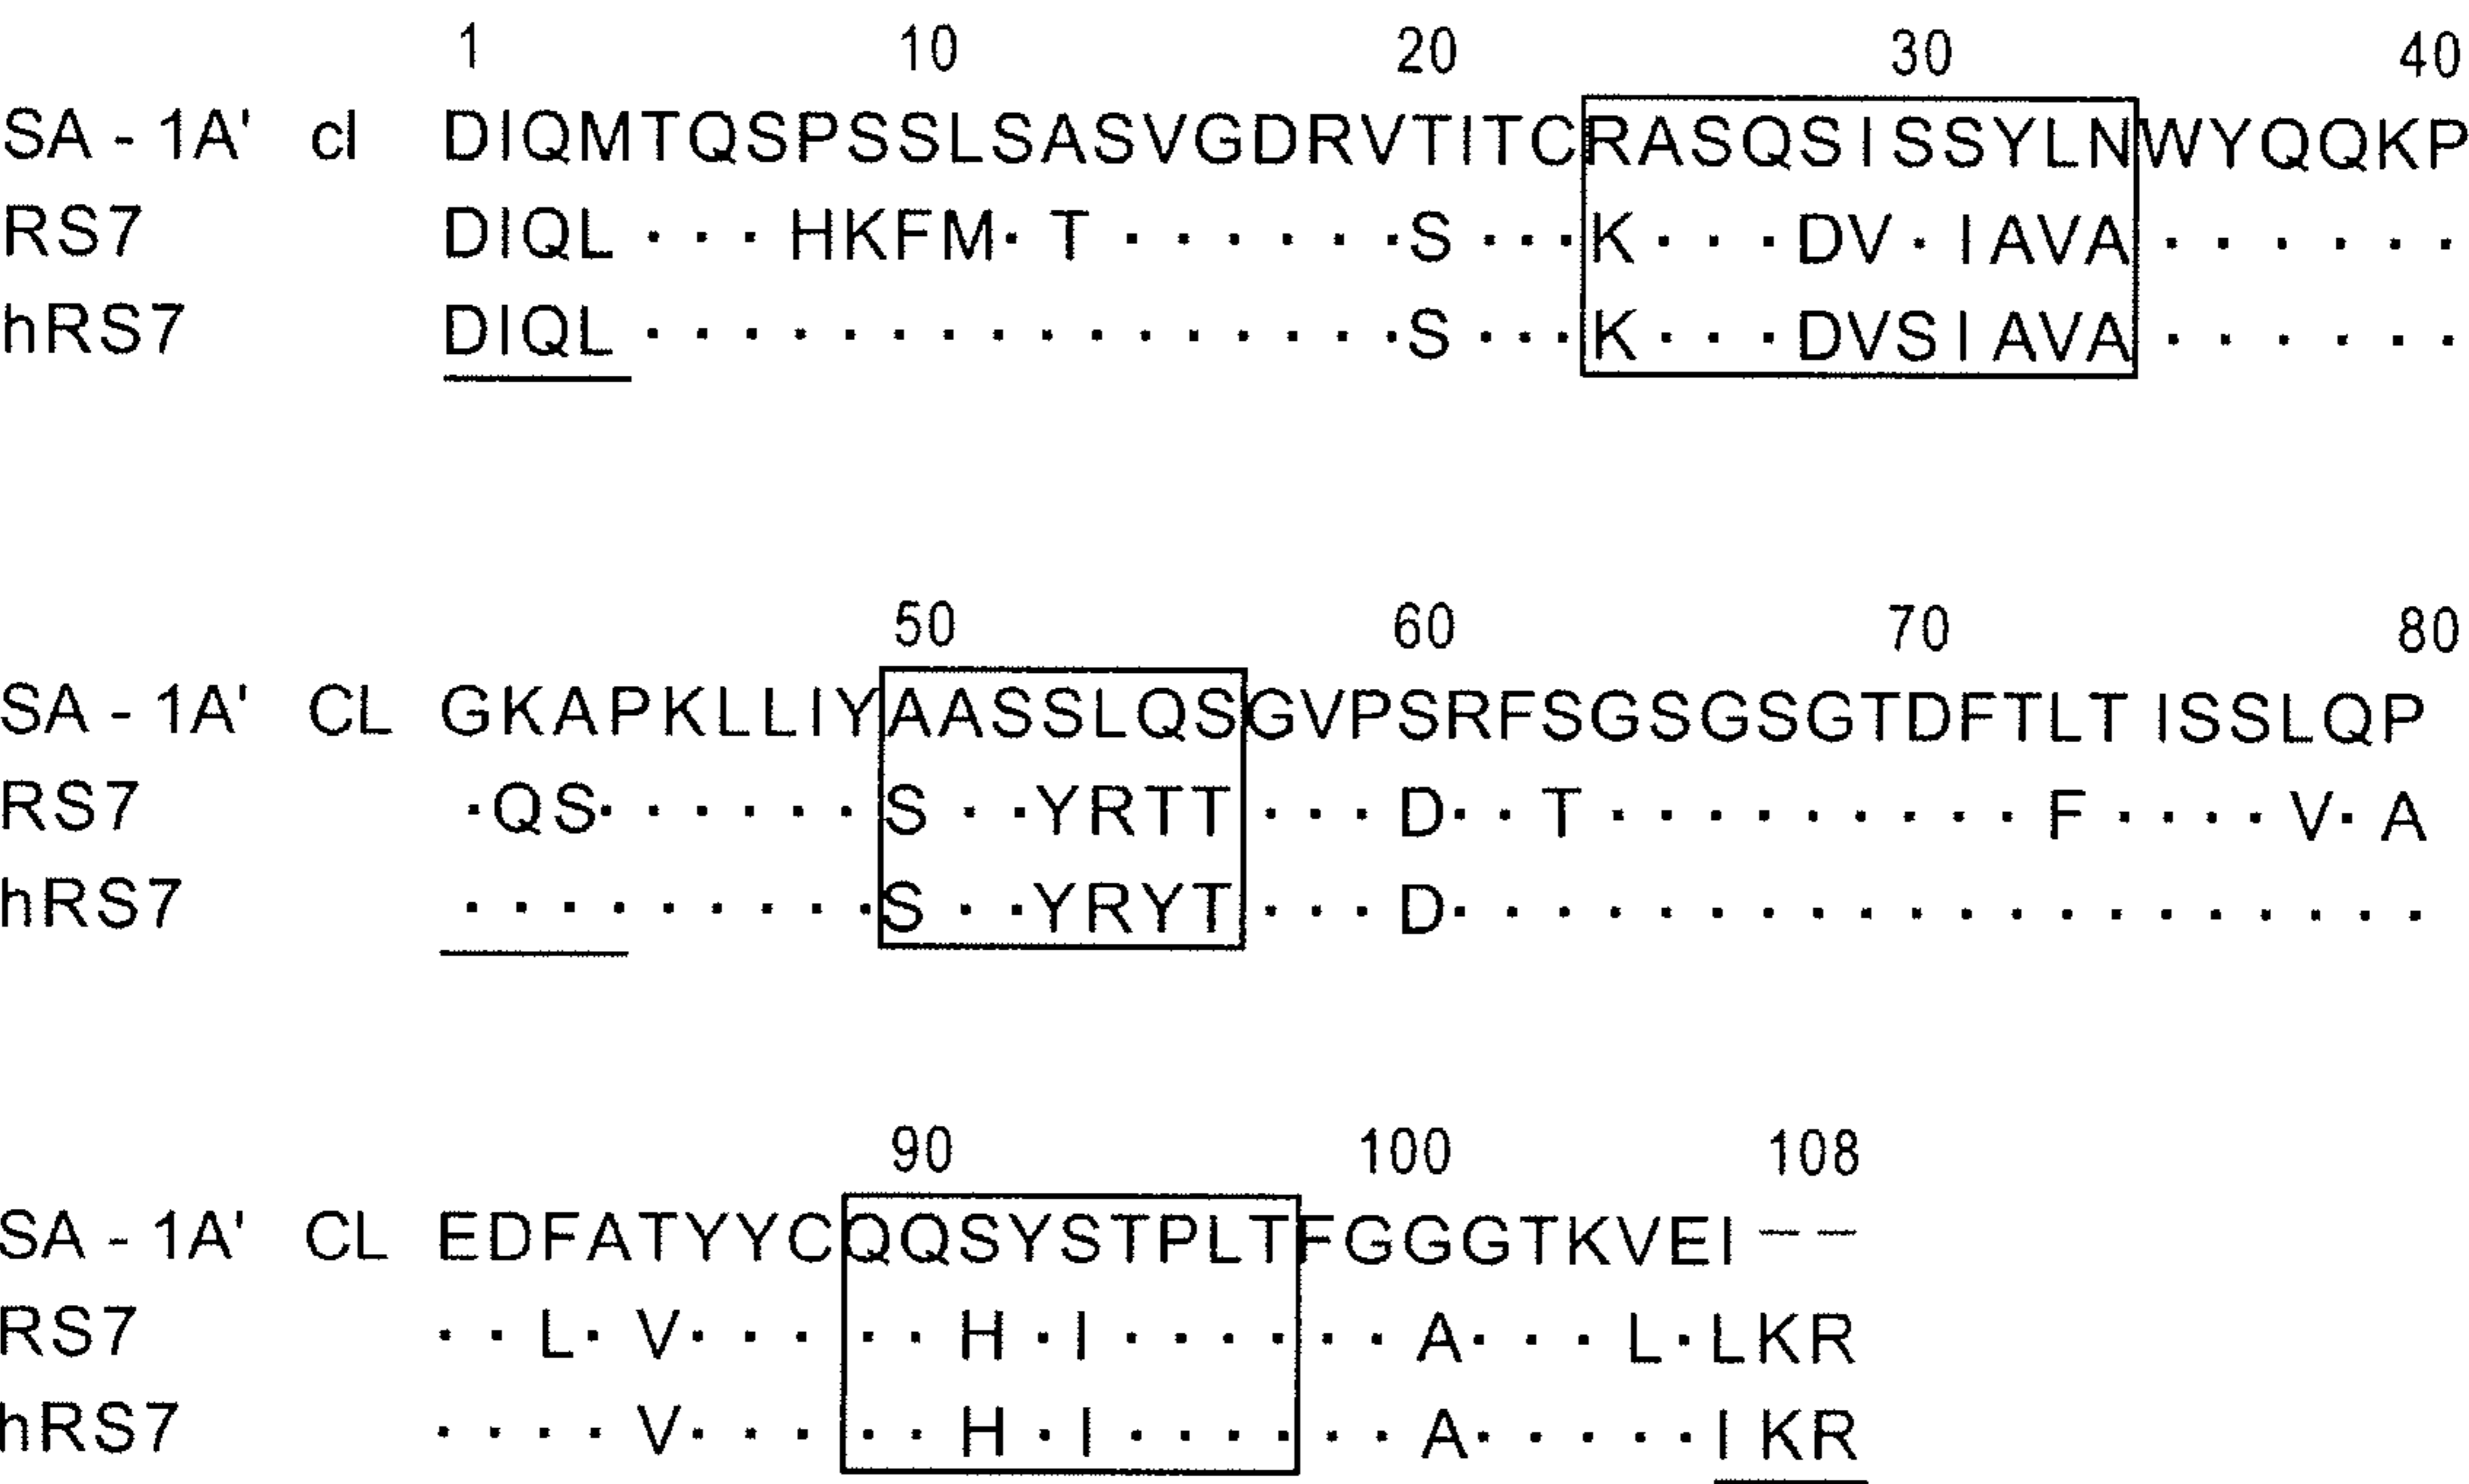 1 10 20 30 40
SA - 1A' cl DIQMTQSPSSLSASVGDRVTITCRASQSISSYLNWYQQKP
RS7 DIQL···HKFM·T······S···K···DV·IAVA······
hRS7 DIQL···············S···K···DVSIAVA······
50 60 70 80
SA - 1A' CL GKAPKLLIYAASSLQSGVPSRFSGSGSGTDFTLT ISSLQP
RS7 ·QS······S··YRTT···D··T·········F····V·A
hRS7 ·········S··YRYT···D····················
90 100 108
SA - 1A' CL EDFATYYCQQSYSTPLTFGGGTKVEI – –
RS7 ··L·V·····H·I······A···L·LKR
hRS7 ····V·····H·I······A·····IKR